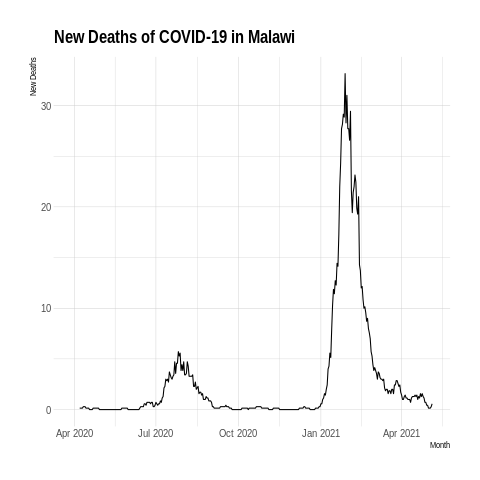 New Deaths of COVID-19 in Malawi
New Deaths
30
20
10
0
Apr 2020 Jul 2020 Oct 2020 Jan 2021 Apr 2021
Month